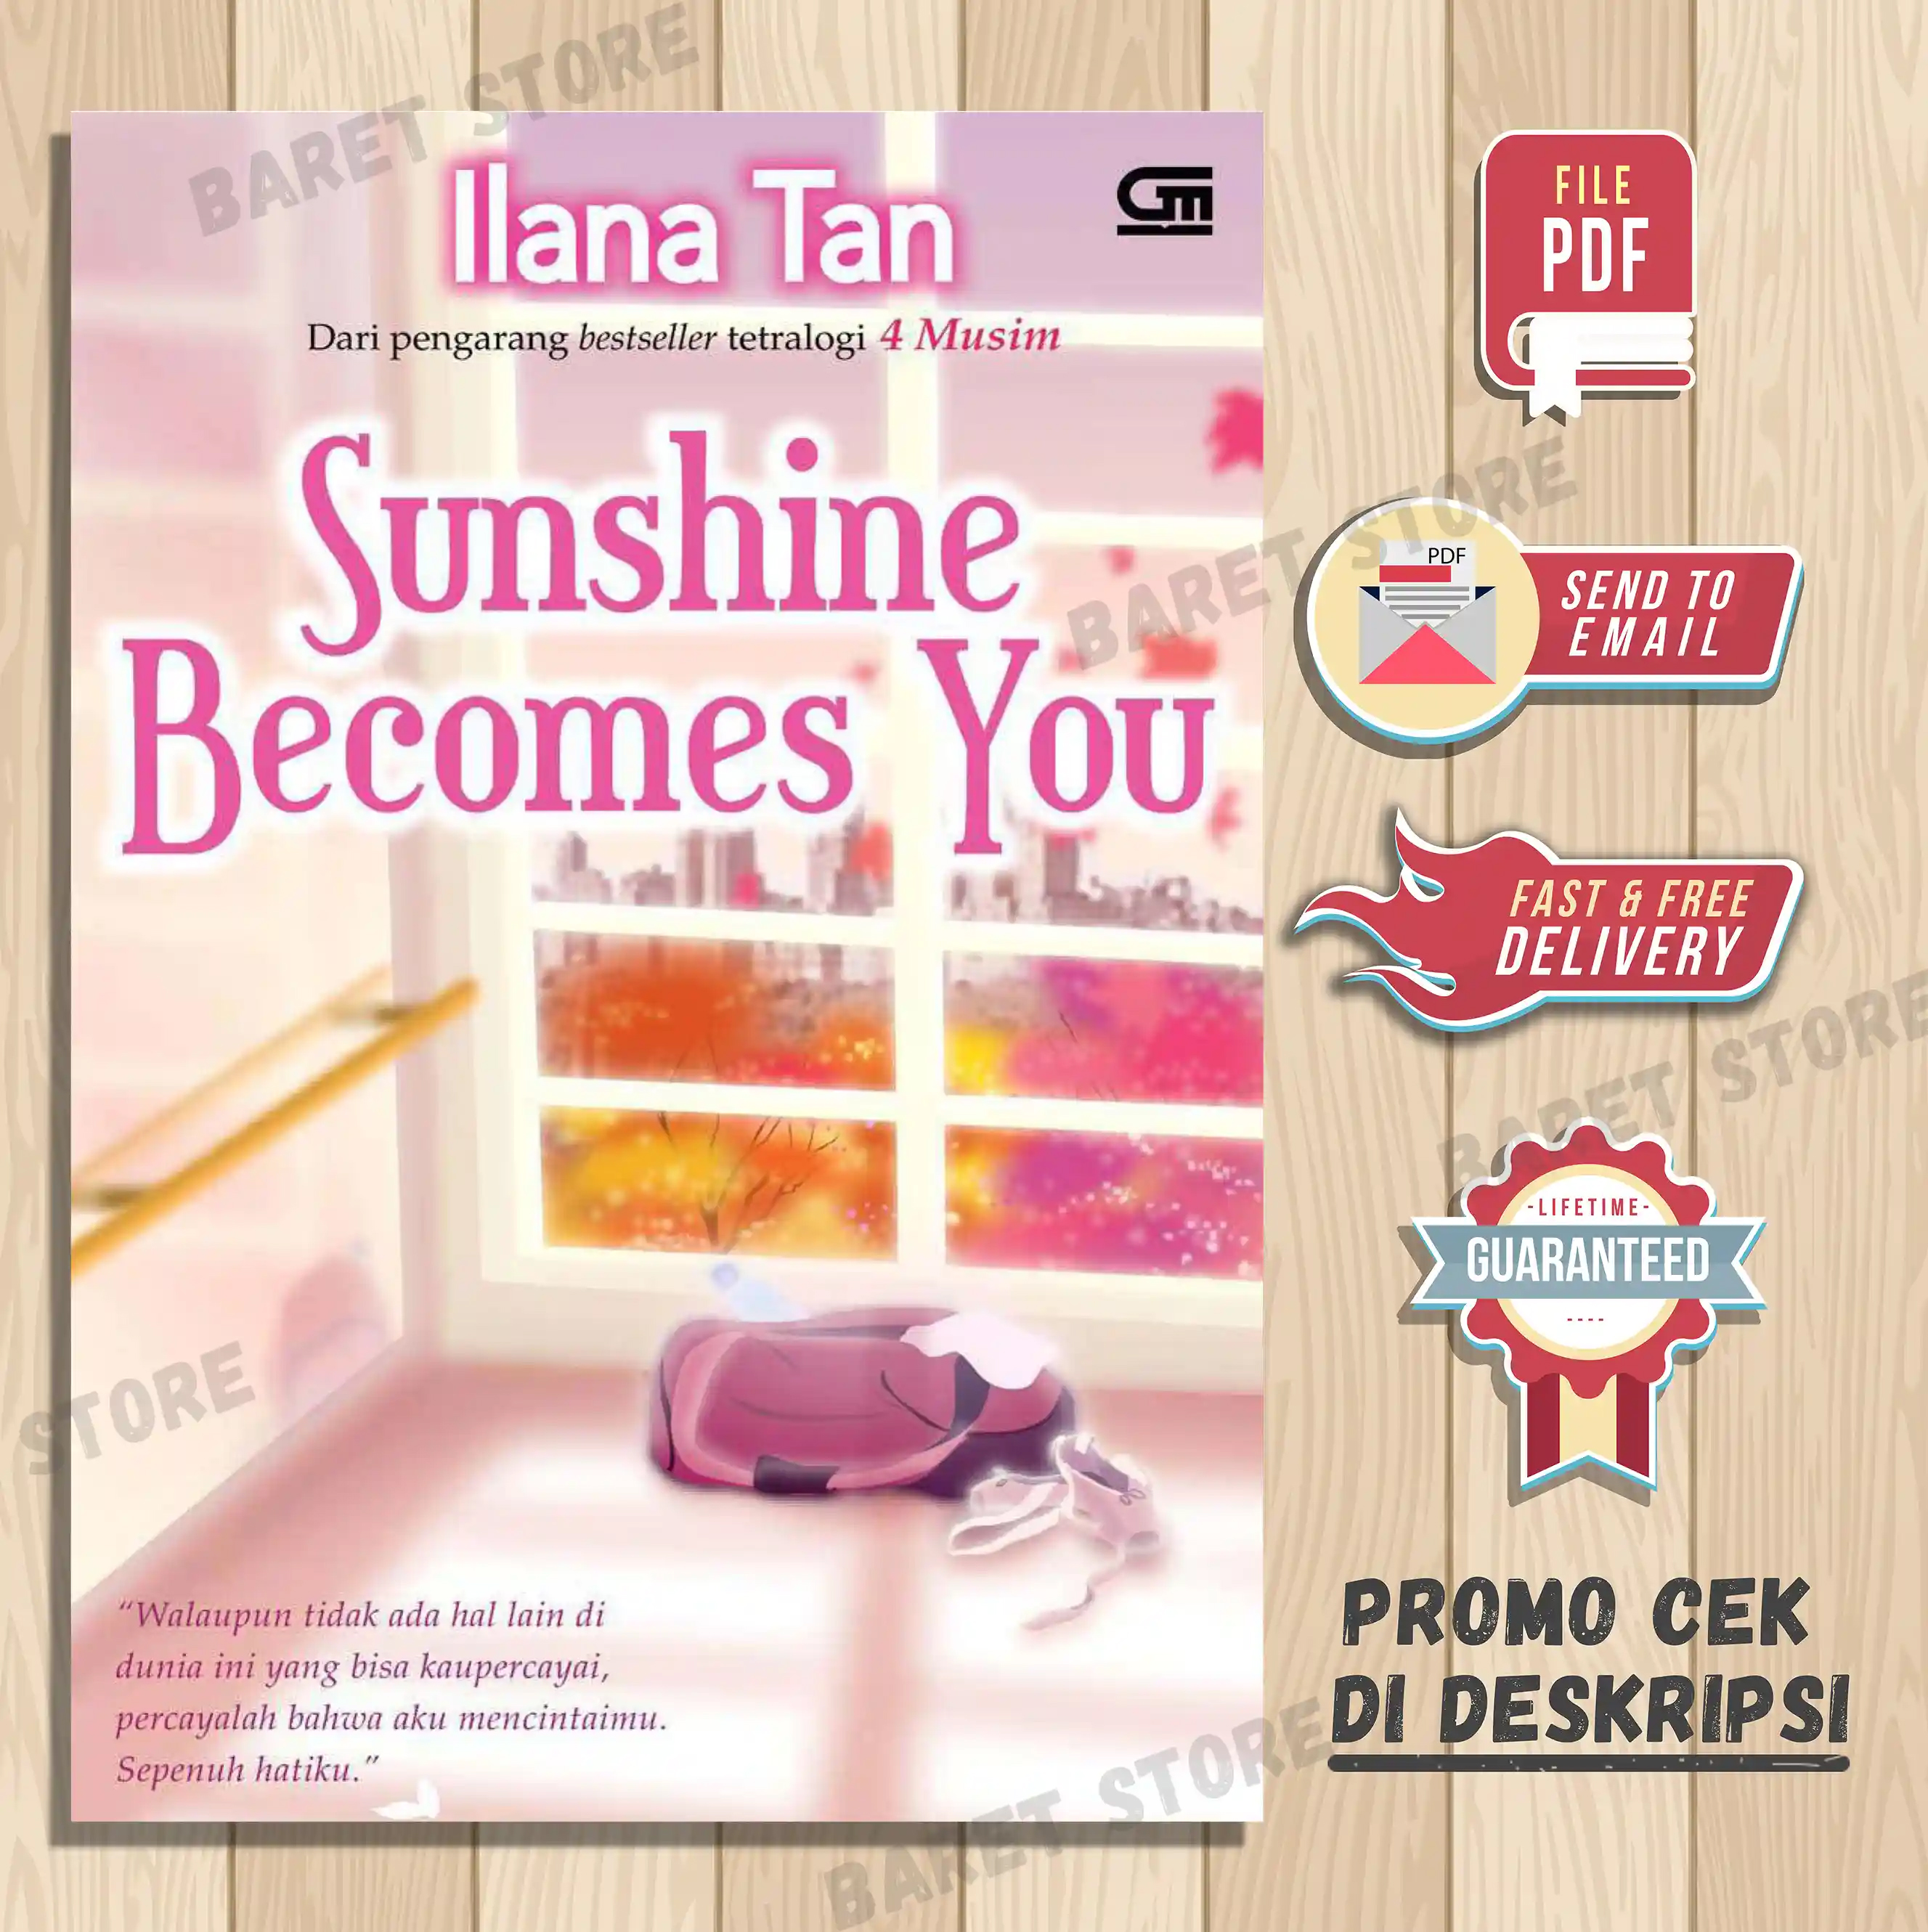 BARET STORE
Ilana Tan
GM
Dari pengarang bestseller tetralogi 4 Musim
Sunshine
Becomes You
"Walaupun tidak ada hal lain di
dunia ini yang bisa kaupercayai,
percayalah bahwa aku mencintaimu.
Sepenuh hatiku."
FILE
PDF
BARET STORE
PDF
SEND TO
EMAIL
FAST & FREE
DELIVERY
BARET STORE
-LIFETIME-
GUARANTEED
----
STORE
PROMO CEK
DI DESKRIPSI
BARET STORE